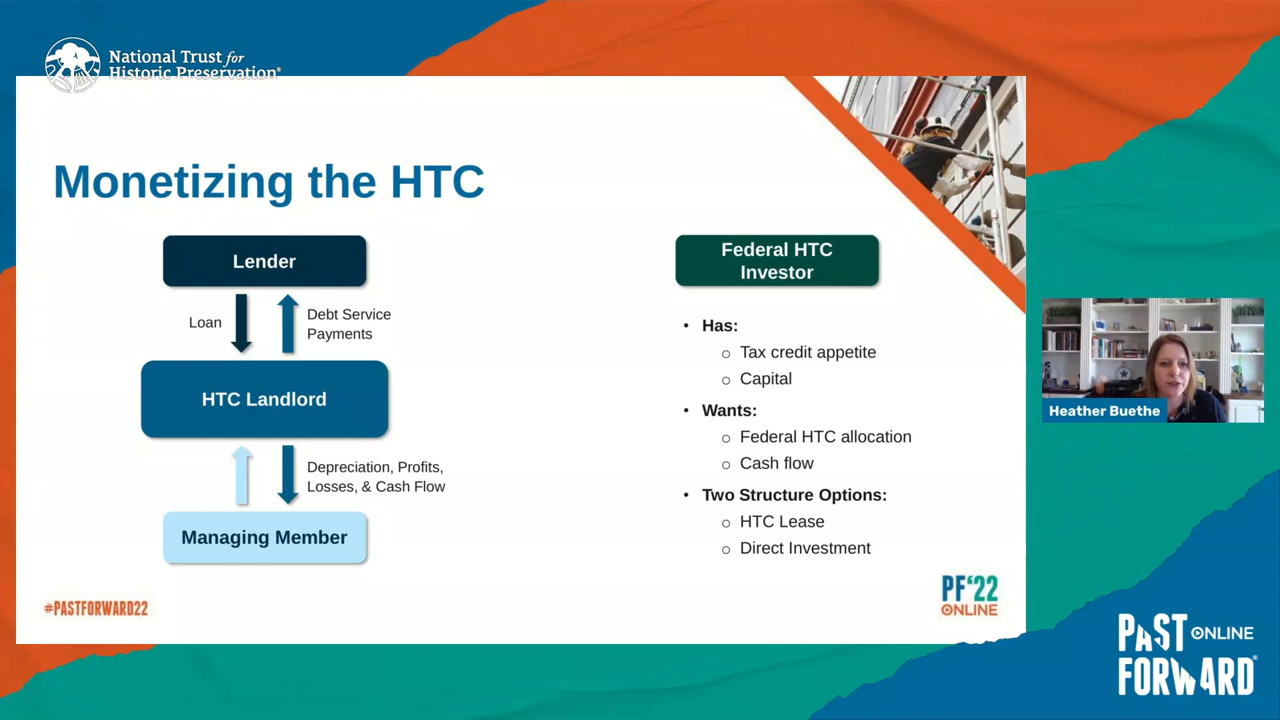 National Trust for
Historic Preservation®
Monetizing the HTC
Lender
Loan
Debt Service
Payments
HTC Landlord
Depreciation, Profits,
Losses, & Cash Flow
Managing Member
Federal HTC
Investor
• Has:
o Tax credit appetite
o Capital
• Wants:
o Federal HTC allocation
o Cash flow
• Two Structure Options:
o HTC Lease
o Direct Investment
#PASTFORWARD22
PF‘22
ONLINE
Heather Buethe
PAST ONLINE
FORWARD®